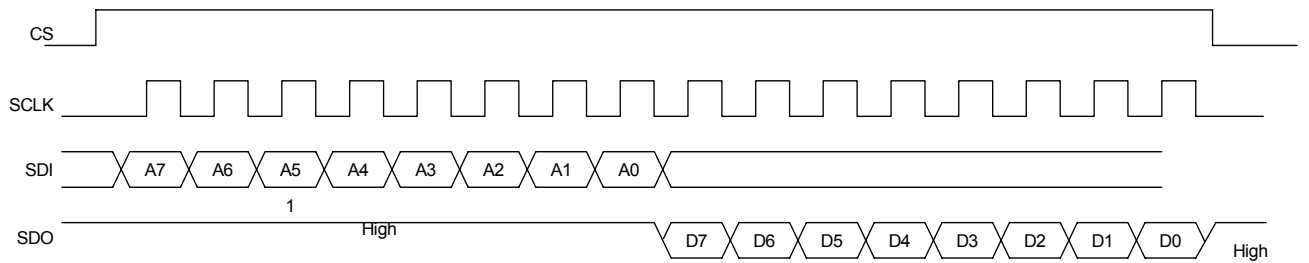 CS
SCLK
SDI A7 A6 A5 A4 A3 A2 A1 A0
1
High
SDO D7 D6 D5 D4 D3 D2 D1 D0 High